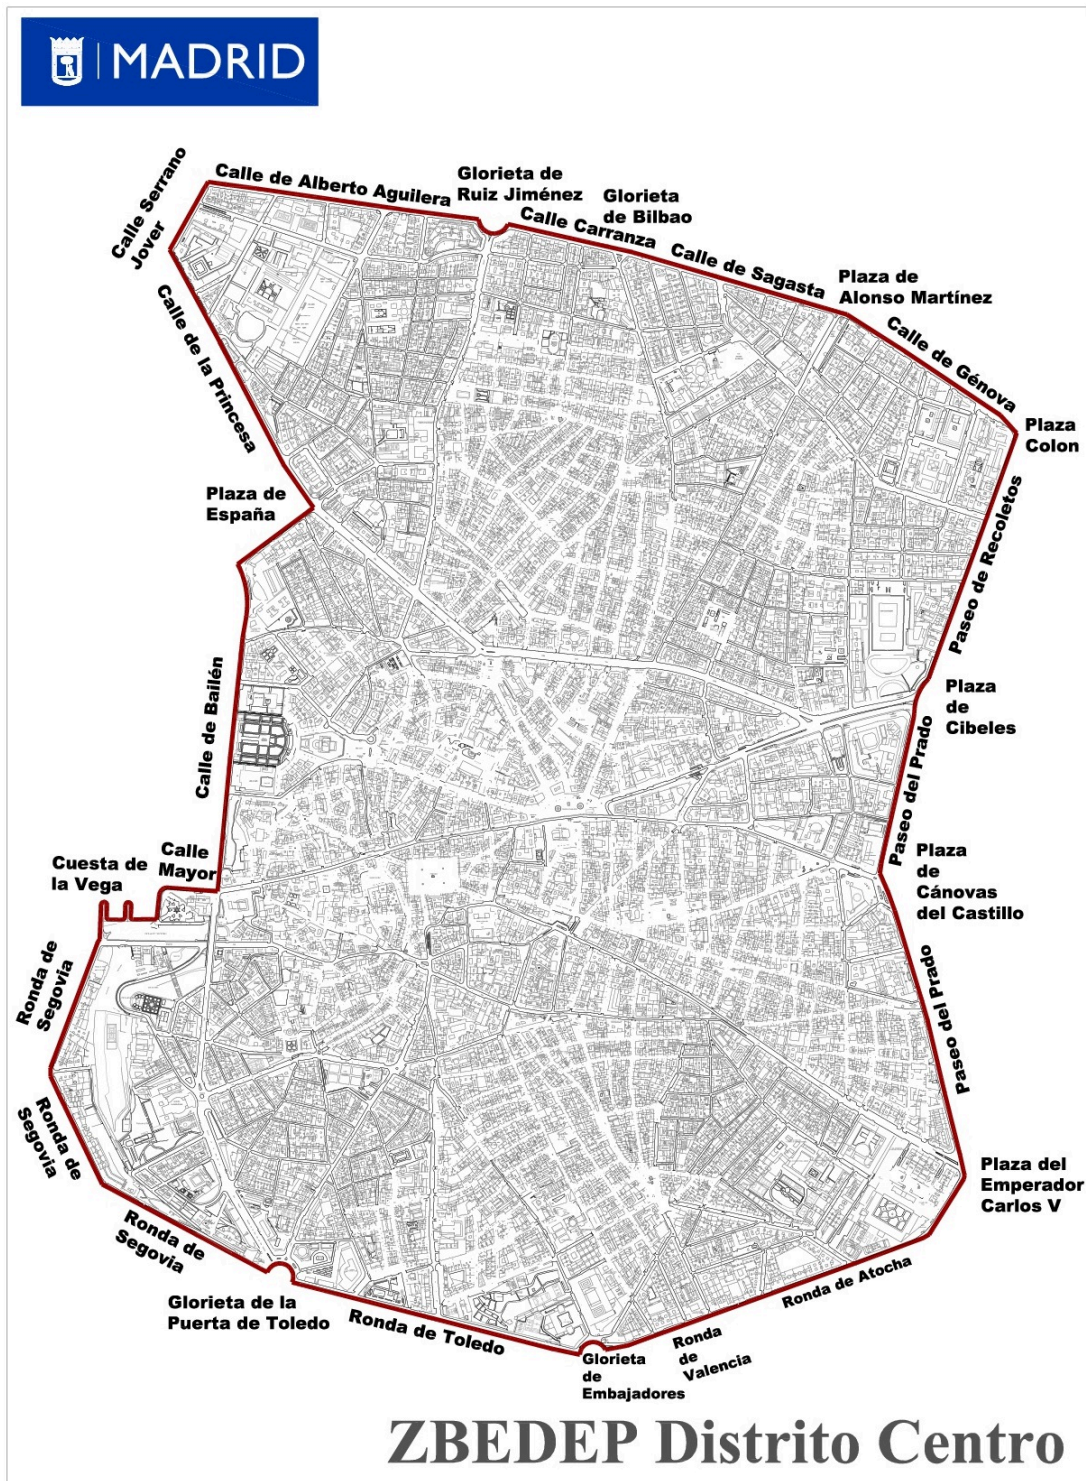 MADRID
Calle Serrano
Jover
Calle de Alberto Aguilera
Glorieta de
Ruiz Jiménez
Glorieta
de Bilbao
Calle Carranza
Calle de Sagasta
Plaza de
Alonso Martínez
Calle de Génova
Plaza
Colon
Calle de la Princesa
Plaza de
España
Paseo de Recoletos
Calle de Bailén
Plaza
de
Cibeles
Paseo del Prado
Calle
Mayor
Cuesta de
la Vega
Plaza
de
Cánovas
del Castillo
Ronda de
Segovia
Paseo del Prado
Ronda de
Segovia
Plaza del
Emperador
Carlos V
Ronda de
Segovia
Ronda de Atocha
Glorieta de la
Puerta de Toledo
Ronda de Toledo
Ronda
de
Valencia
Glorieta
de
Embajadores
ZBEDEP Distrito Centro